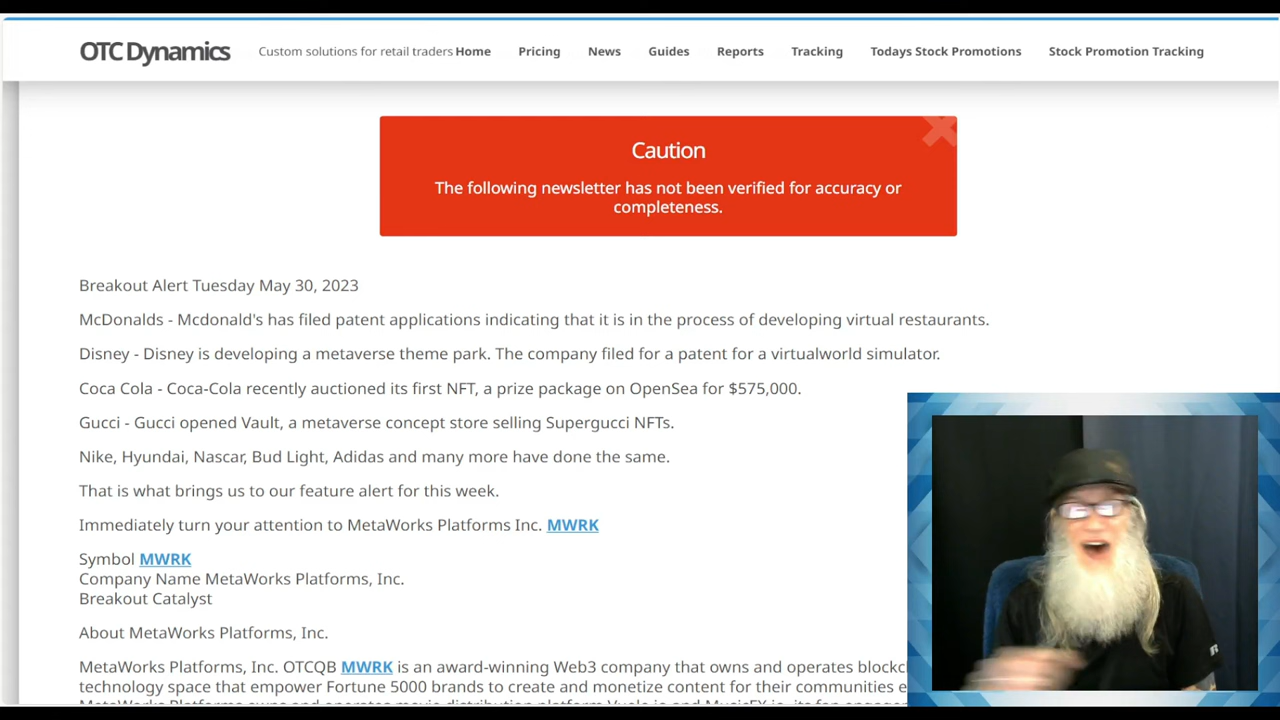 OTC Dynamics Custom solutions for retail traders Home Pricing News Guides Reports Tracking Todays Stock Promotions Stock Promotion Tracking
Caution
The following newsletter has not been verified for accuracy or
completeness.
Breakout Alert Tuesday May 30, 2023
McDonalds - Mcdonald's has filed patent applications indicating that it is in the process of developing virtual restaurants.
Disney - Disney is developing a metaverse theme park. The company filed for a patent for a virtualworld simulator.
Coca Cola - Coca-Cola recently auctioned its first NFT, a prize package on OpenSea for $575,000.
Gucci - Gucci opened Vault, a metaverse concept store selling Supergucci NFTs.
Nike, Hyundai, Nascar, Bud Light, Adidas and many more have done the same.
That is what brings us to our feature alert for this week.
Immediately turn your attention to MetaWorks Platforms Inc. MWRK
Symbol MWRK
Company Name MetaWorks Platforms, Inc.
Breakout Catalyst
About MetaWorks Platforms, Inc.
MetaWorks Platforms, Inc. OTCQB MWRK is an award-winning Web3 company that owns and operates
technology space that empower Fortune 5000 brands to create and monetize content for their communities